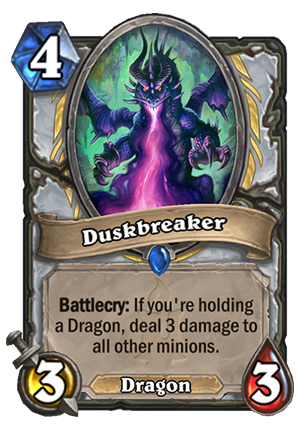 4
Duskbreaker
Battlecry: If you're holding
a Dragon, deal 3 damage to
all other minions.
3
Dragon
3